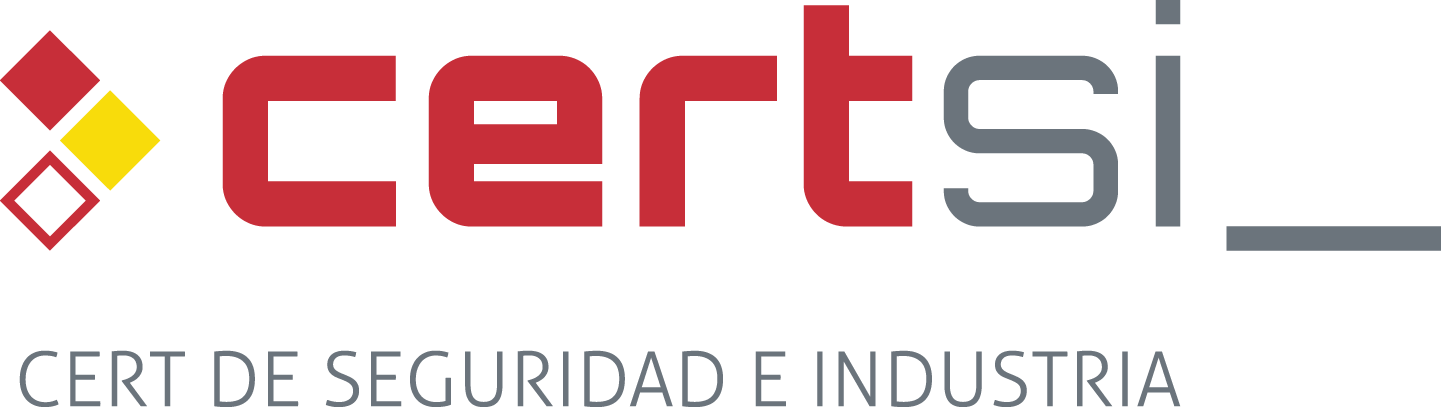 certsi_
CERT DE SEGURIDAD E INDUSTRIA